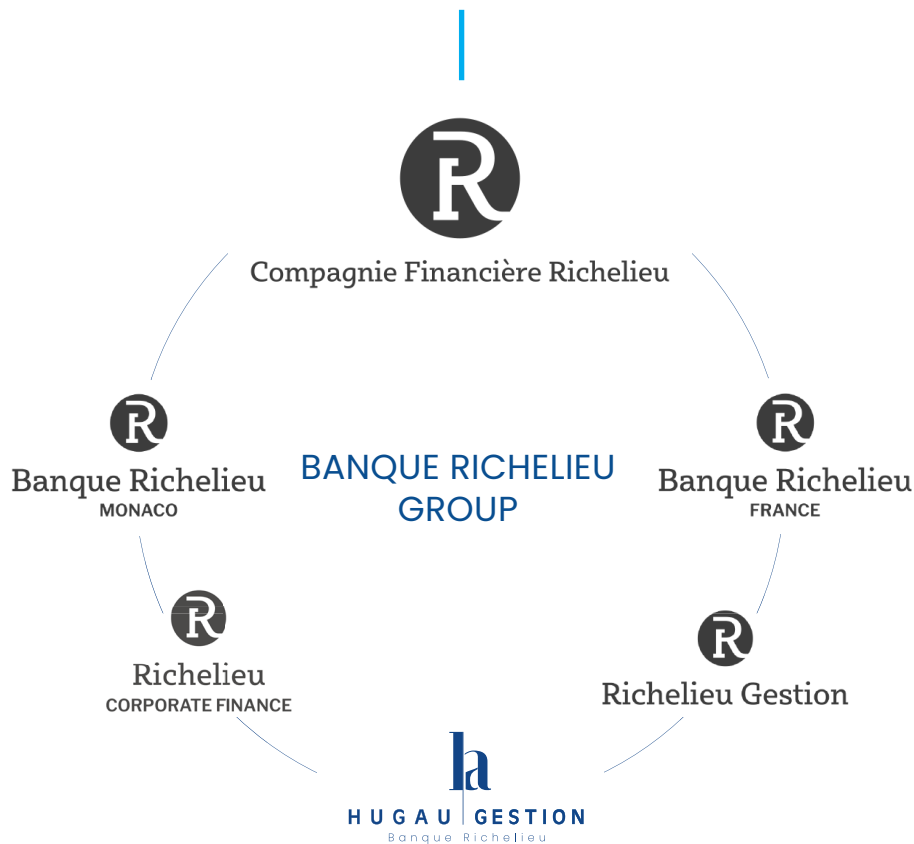 Compagnie Financière Richelieu
Banque Richelieu
MONACO
BANQUE RICHELIEU
GROUP
Banque Richelieu
FRANCE
Richelieu
CORPORATE FINANCE
Richelieu Gestion
HUGAU GESTION
Banque Richelieu